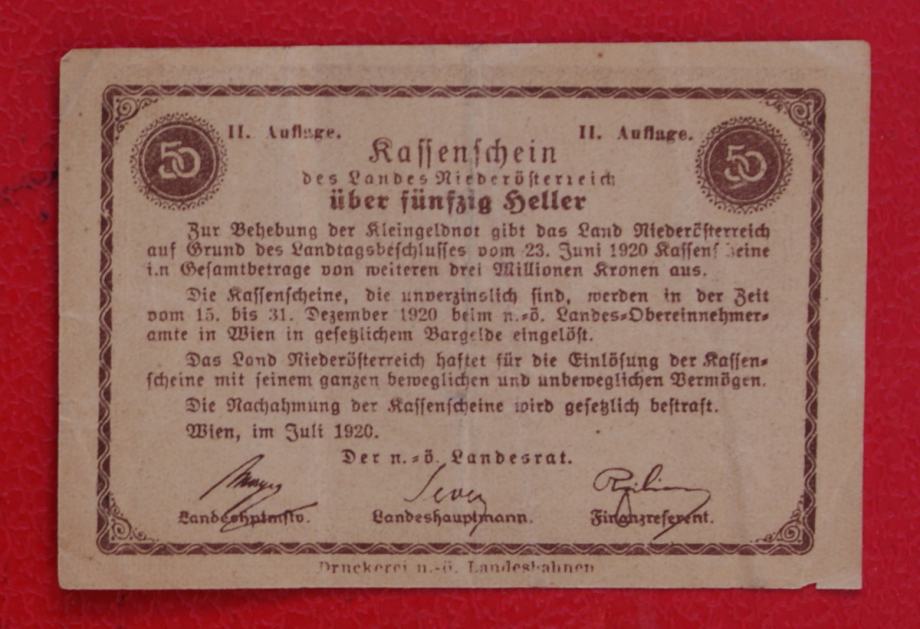 50 II. Auflage. II. Auflage. 50
Kassenschein
des Landes Niederösterreich
über fünfzig Heller
Zur Behebung der Kleingeldnot gibt das Land Niederösterreich
auf Grund des Landtagsbeschlusses vom 23. Juni 1920 Kassenscheine
im Gesamtbetrage von weiteren drei Millionen Kronen aus.
Die Kassenscheine, die unverzinslich sind, werden in der Zeit
vom 15. bis 31. Dezember 1920 beim n.-ö. Landes-Obereinnehmer-
amte in Wien in gesetzlichem Bargelde eingelöst.
Das Land Niederösterreich haftet für die Einlösung der Kassen-
scheine mit seinem ganzen beweglichen und unbeweglichen Vermögen.
Die Nachahmung der Kassenscheine wird gesetzlich bestraft.
Wien, im Juli 1920.
Der n.-ö. Landesrat.
Sever
Landeshptmstv. Landeshauptmann. Finanzreferent.
Druckerei n.-ö. Landesbahnen